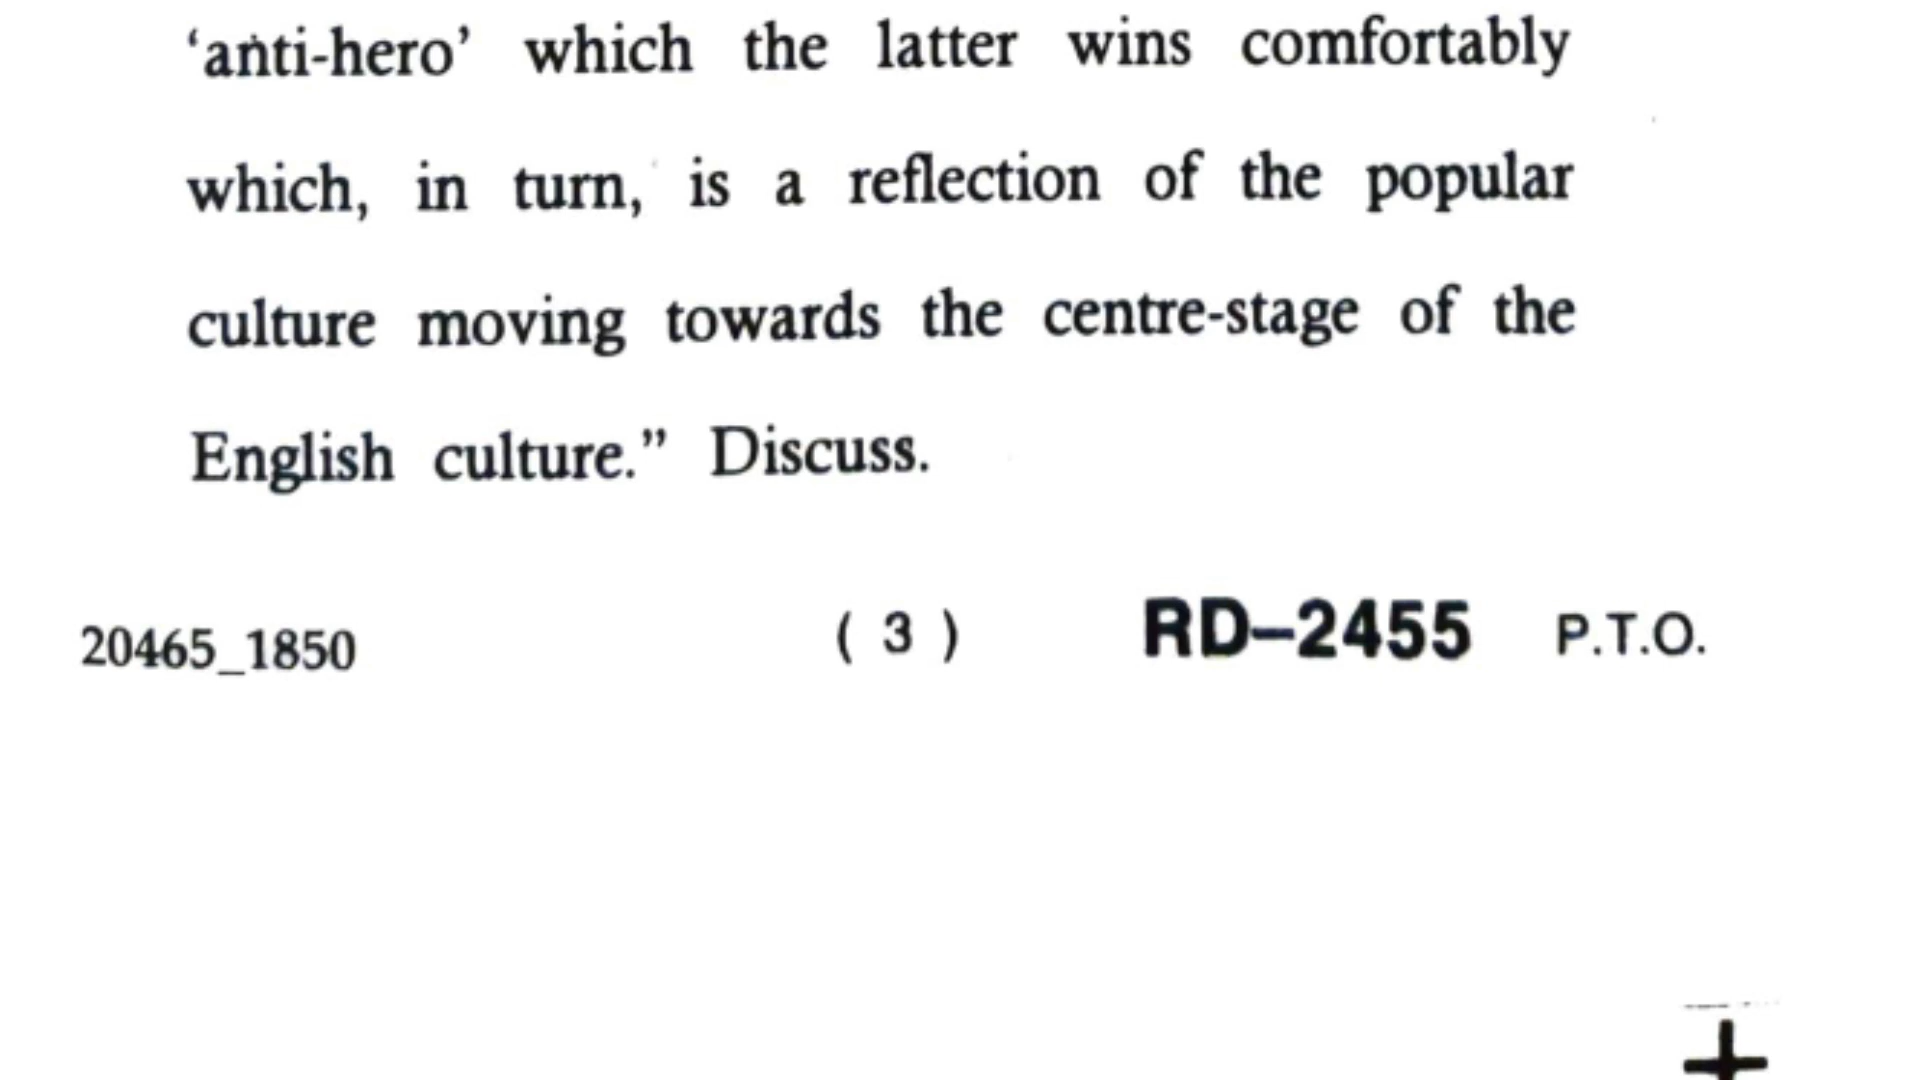 ‘anti-hero’ which the latter wins comfortably
which, in turn, is a reflection of the popular
culture moving towards the centre-stage of the
English culture.” Discuss.
20465_1850 ( 3 ) RD–2455 P.T.O.